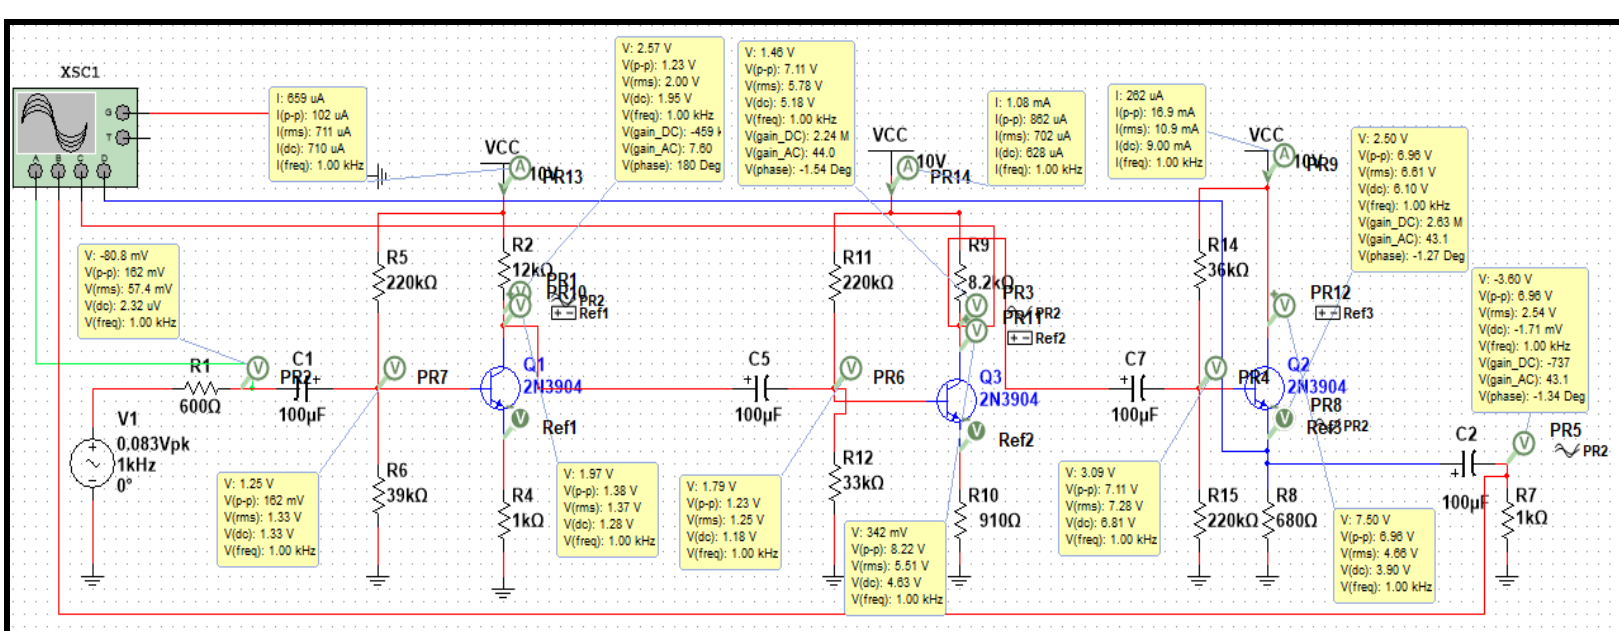 XSC1
G
T
A
B
C
D
I: 659 uA
I(p-p): 102 uA
I(rms): 711 uA
I(dc): 710 uA
I(freq): 1.00 kHz
V: 2.57 V
V(p-p): 1.23 V
V(rms): 2.00 V
V(dc): 1.95 V
V(freq): 1.00 kHz
V(gain_DC): -459 k
V(gain_AC): 7.60
V(phase): 180 Deg
V: 1.46 V
V(p-p): 7.11 V
V(rms): 5.78 V
V(dc): 5.18 V
V(freq): 1.00 kHz
V(gain_DC): 2.24 M
V(gain_AC): 44.0
V(phase): -1.54 Deg
I: 1.08 mA
I(p-p): 862 uA
I(rms): 702 uA
I(dc): 628 uA
I(freq): 1.00 kHz
I: 262 uA
I(p-p): 16.9 mA
I(rms): 10.9 mA
I(dc): 9.00 mA
I(freq): 1.00 kHz
V: 2.50 V
V(p-p): 6.96 V
V(rms): 6.61 V
V(dc): 6.10 V
V(freq): 1.00 kHz
V(gain_DC): 2.63 M
V(gain_AC): 43.1
V(phase): -1.27 Deg
V: -3.60 V
V(p-p): 6.96 V
V(rms): 2.54 V
V(dc): -1.71 mV
V(freq): 1.00 kHz
V(gain_DC): -737
V(gain_AC): 43.1
V(phase): -1.34 Deg
VCC
10V
PR13
VCC
10V
PR14
VCC
10V
PR9
V: -80.8 mV
V(p-p): 162 mV
V(rms): 57.4 mV
V(dc): 2.32 uV
V(freq): 1.00 kHz
R5
220kΩ
R2
12kΩ
PR1
PR10
PR2
Ref1
R11
220kΩ
R9
8.2kΩ
PR3
PR2
PR11
Ref2
R14
36kΩ
PR12
Ref3
R1
600Ω
PR2
C1
100µF
PR7
Q1
2N3904
Ref1
C5
100µF
PR6
Q3
2N3904
Ref2
C7
100µF
PR4
Q2
2N3904
PR8
Ref3
PR2
C2
100µF
PR5
PR2
V1
0.083Vpk
1kHz
0°
V: 1.25 V
V(p-p): 162 mV
V(rms): 1.33 V
V(dc): 1.33 V
V(freq): 1.00 kHz
R6
39kΩ
R4
1kΩ
V: 1.97 V
V(p-p): 1.38 V
V(rms): 1.37 V
V(dc): 1.28 V
V(freq): 1.00 kHz
V: 1.79 V
V(p-p): 1.23 V
V(rms): 1.25 V
V(dc): 1.18 V
V(freq): 1.00 kHz
R12
33kΩ
V: 342 mV
V(p-p): 8.22 V
V(rms): 5.51 V
V(dc): 4.63 V
V(freq): 1.00 kHz
R10
910Ω
V: 3.09 V
V(p-p): 7.11 V
V(rms): 7.28 V
V(dc): 6.81 V
V(freq): 1.00 kHz
R15
220kΩ
R8
680Ω
V: 7.50 V
V(p-p): 6.96 V
V(rms): 4.66 V
V(dc): 3.90 V
V(freq): 1.00 kHz
R7
1kΩ